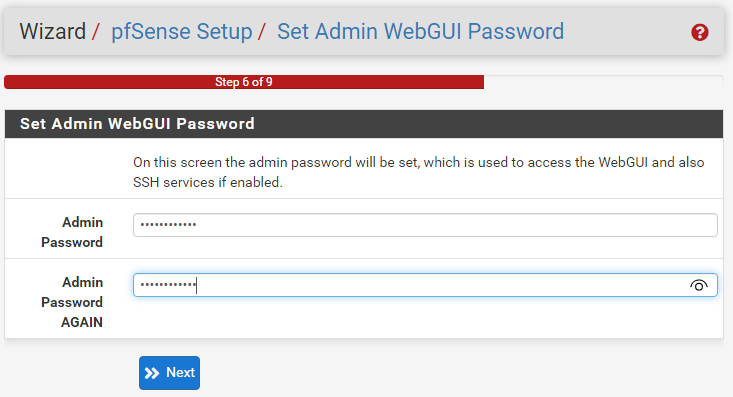 Wizard / pfSense Setup / Set Admin WebGUI Password
Step 6 of 9
Set Admin WebGUI Password
On this screen the admin password will be set, which is used to access the WebGUI and also
SSH services if enabled.
Admin
Password
••••••••••••
Admin
Password
AGAIN
••••••••••••
Next